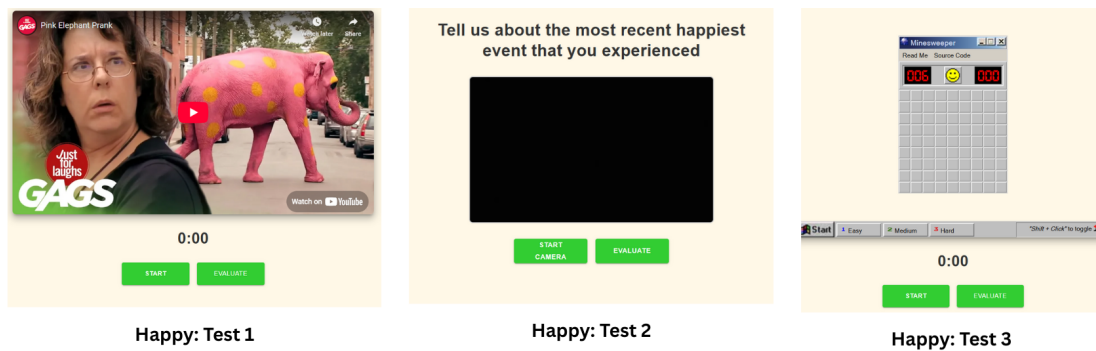 Pink Elephant Prank
Watch later
Share
Just for laughs
GAGS
Watch on YouTube
0:00
START
EVALUATE
Happy: Test 1
Tell us about the most recent happiest
event that you experienced
START
CAMERA
EVALUATE
Happy: Test 2
Minesweeper
Read Me Source Code
006
000
Start
1 Easy
2 Medium
3 Hard
"Shift + Click" to toggle
0:00
START
EVALUATE
Happy: Test 3